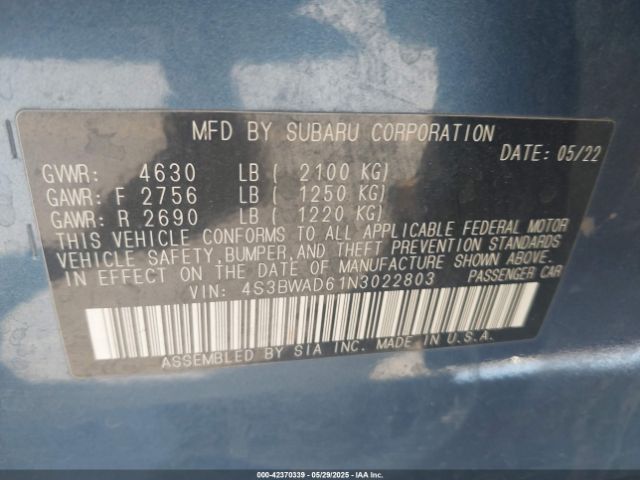 MFD BY SUBARU CORPORATION
DATE: 05/22
GVWR: 4630 LB ( 2100 KG)
GAWR: F 2756 LB ( 1250 KG)
GAWR: R 2690 LB ( 1220 KG)
THIS VEHICLE CONFORMS TO ALL APPLICABLE FEDERAL MOTOR
VEHICLE SAFETY, BUMPER, AND THEFT PREVENTION STANDARDS
IN EFFECT ON THE DATE OF MANUFACTURE SHOWN ABOVE.
VIN: 4S3BWAD61N3022803 PASSENGER CAR
ASSEMBLED BY SIA INC. MADE IN U.S.A.
000-42370339 - 05/29/2025 - IAA Inc. Copyright